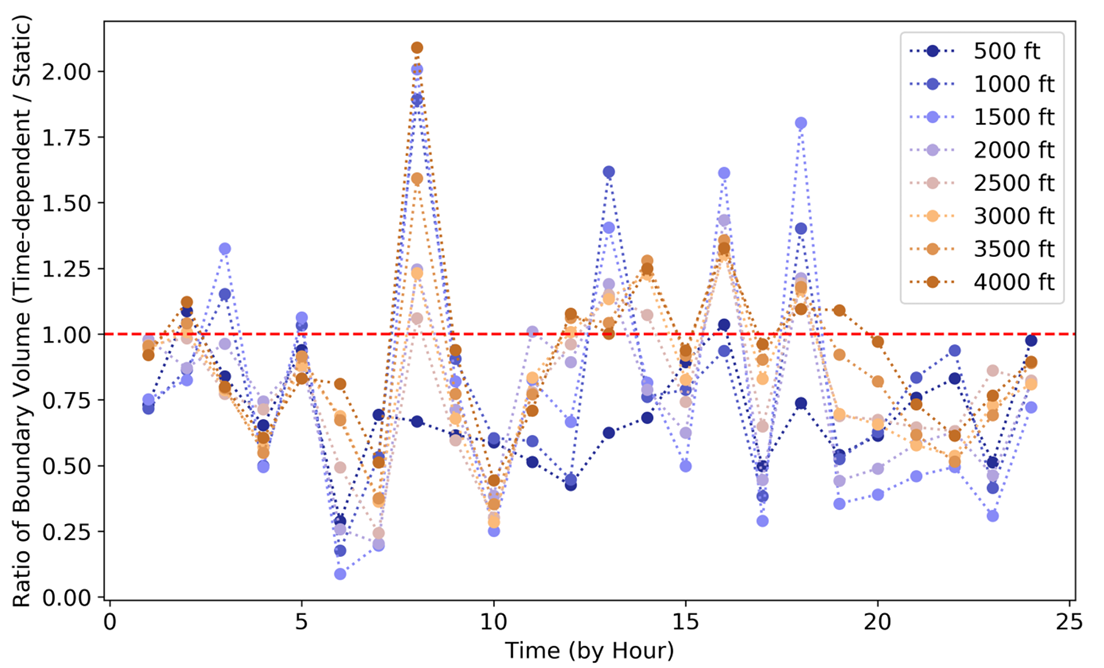 Ratio of Boundary Volume (Time-dependent / Static)
2.00
1.75
1.50
1.25
1.00
0.75
0.50
0.25
0.00
500 ft
1000 ft
1500 ft
2000 ft
2500 ft
3000 ft
3500 ft
4000 ft
0 5 10 15 20 25
Time (by Hour)